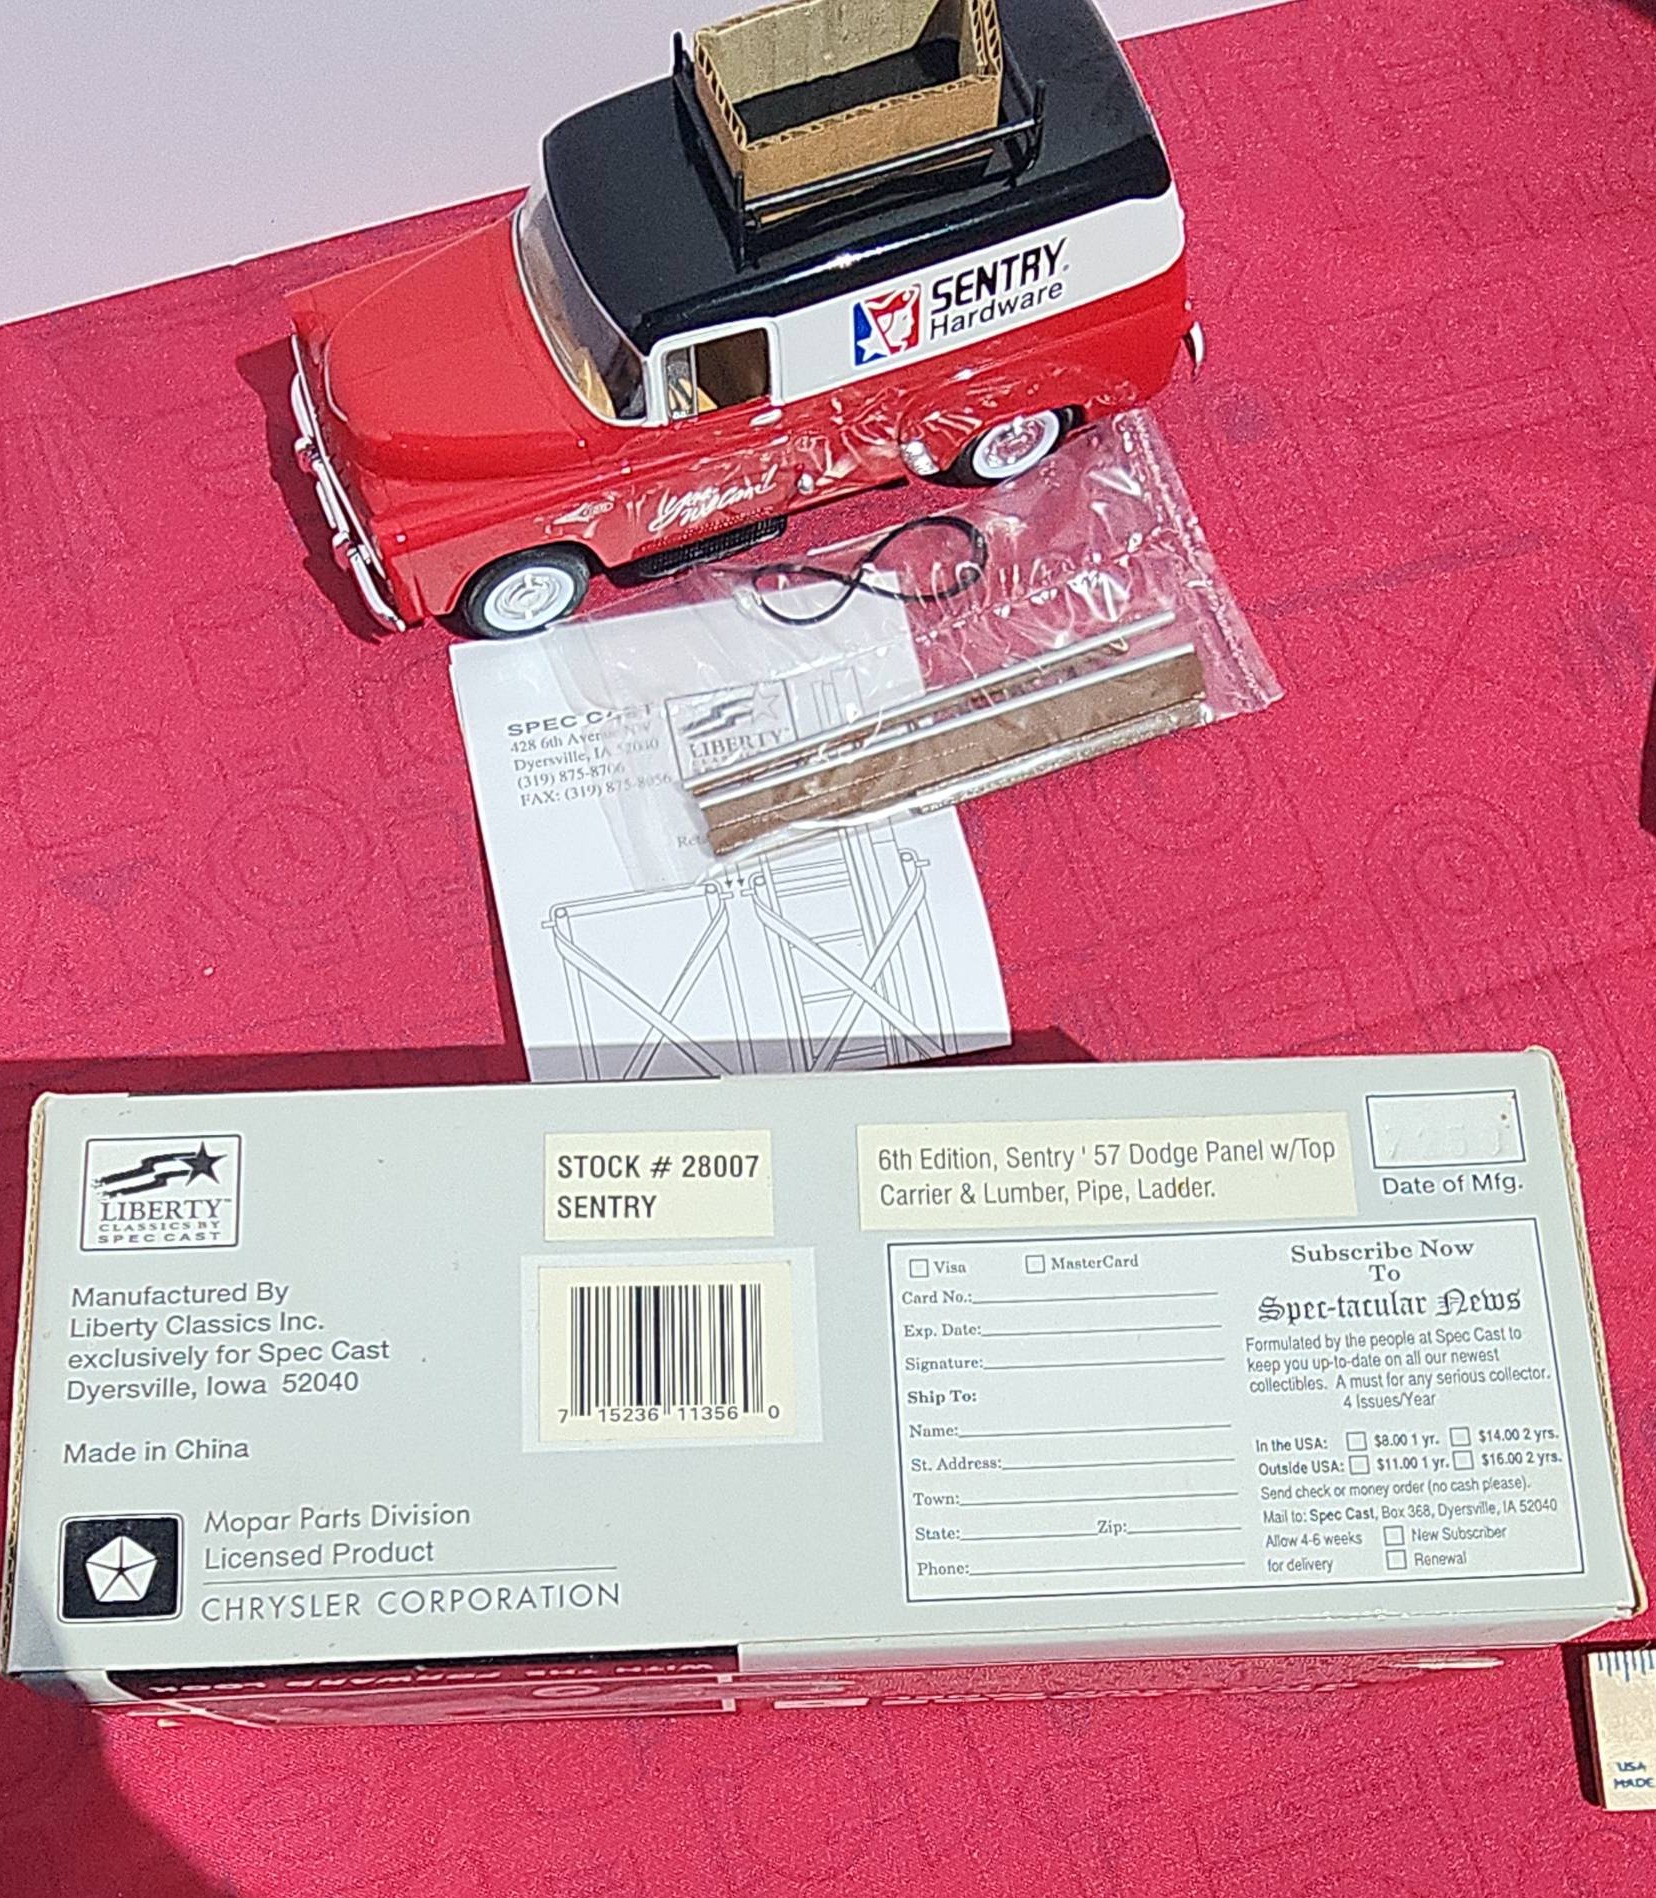 SENTRY
Hardware
You
We Can!
SPEC CAST
428 6th Avenue NW
Dyersville, IA 52040
(319) 875-8706
FAX: (319) 875-8056
LIBERTY™
LIBERTY™
CLASSICS BY
SPEC CAST
Manufactured By
Liberty Classics Inc.
exclusively for Spec Cast
Dyersville, Iowa 52040
Made in China
Mopar Parts Division
Licensed Product
CHRYSLER CORPORATION
STOCK # 28007
SENTRY
7 15236 11356 0
6th Edition, Sentry ' 57 Dodge Panel w/Top
Carrier & Lumber, Pipe, Ladder.
Date of Mfg.
Visa MasterCard
Card No.:
Exp. Date:
Signature:
Ship To:
Name:
St. Address:
Town:
State: Zip:
Phone:
Subscribe Now
To
Spec-tacular News
Formulated by the people at Spec Cast to
keep you up-to-date on all our newest
collectibles. A must for any serious collector.
4 Issues/Year
In the USA: $8.00 1 yr. $14.00 2 yrs.
Outside USA: $11.00 1 yr. $16.00 2 yrs.
Send check or money order (no cash please).
Mail to: Spec Cast, Box 368, Dyersville, IA 52040
Allow 4-6 weeks New Subscriber
for delivery Renewal
USA
MADE